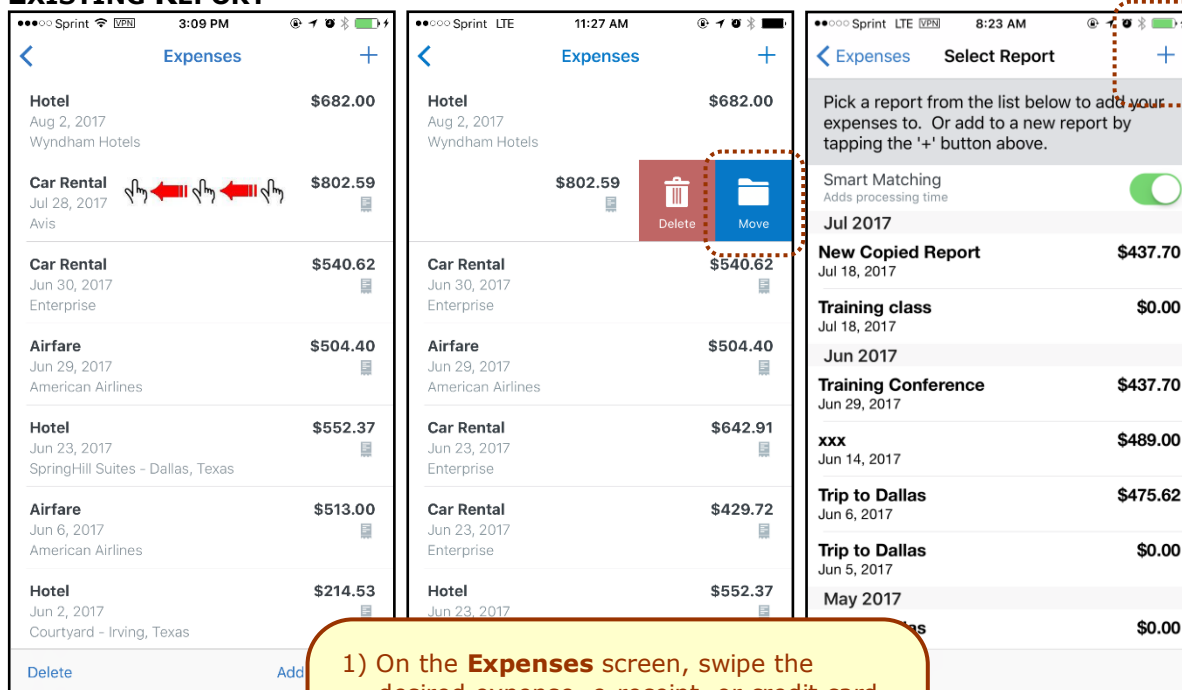 EXISTING REPORT
Sprint VPN 3:09 PM
Expenses +
Hotel $682.00
Aug 2, 2017
Wyndham Hotels
Car Rental $802.59
Jul 28, 2017
Avis
Car Rental $540.62
Jun 30, 2017
Enterprise
Airfare $504.40
Jun 29, 2017
American Airlines
Hotel $552.37
Jun 23, 2017
SpringHill Suites - Dallas, Texas
Airfare $513.00
Jun 6, 2017
American Airlines
Hotel $214.53
Jun 2, 2017
Courtyard - Irving, Texas
Delete Add
Sprint LTE 11:27 AM
Expenses +
Hotel $682.00
Aug 2, 2017
Wyndham Hotels
$802.59
Delete Move
Car Rental $540.62
Jun 30, 2017
Enterprise
Airfare $504.40
Jun 29, 2017
American Airlines
Car Rental $642.91
Jun 23, 2017
Enterprise
Car Rental $429.72
Jun 23, 2017
Enterprise
Hotel $552.37
Jun 23, 2017
Sprint LTE VPN 8:23 AM
Expenses Select Report +
Pick a report from the list below to add your
expenses to. Or add to a new report by
tapping the '+' button above.
Smart Matching
Adds processing time
Jul 2017
New Copied Report $437.70
Jul 18, 2017
Training class $0.00
Jul 18, 2017
Jun 2017
Training Conference $437.70
Jun 29, 2017
xxx $489.00
Jun 14, 2017
Trip to Dallas $475.62
Jun 6, 2017
Trip to Dallas $0.00
Jun 5, 2017
May 2017
$0.00
1) On the Expenses screen, swipe the
desired expense, e-receipt, or credit card